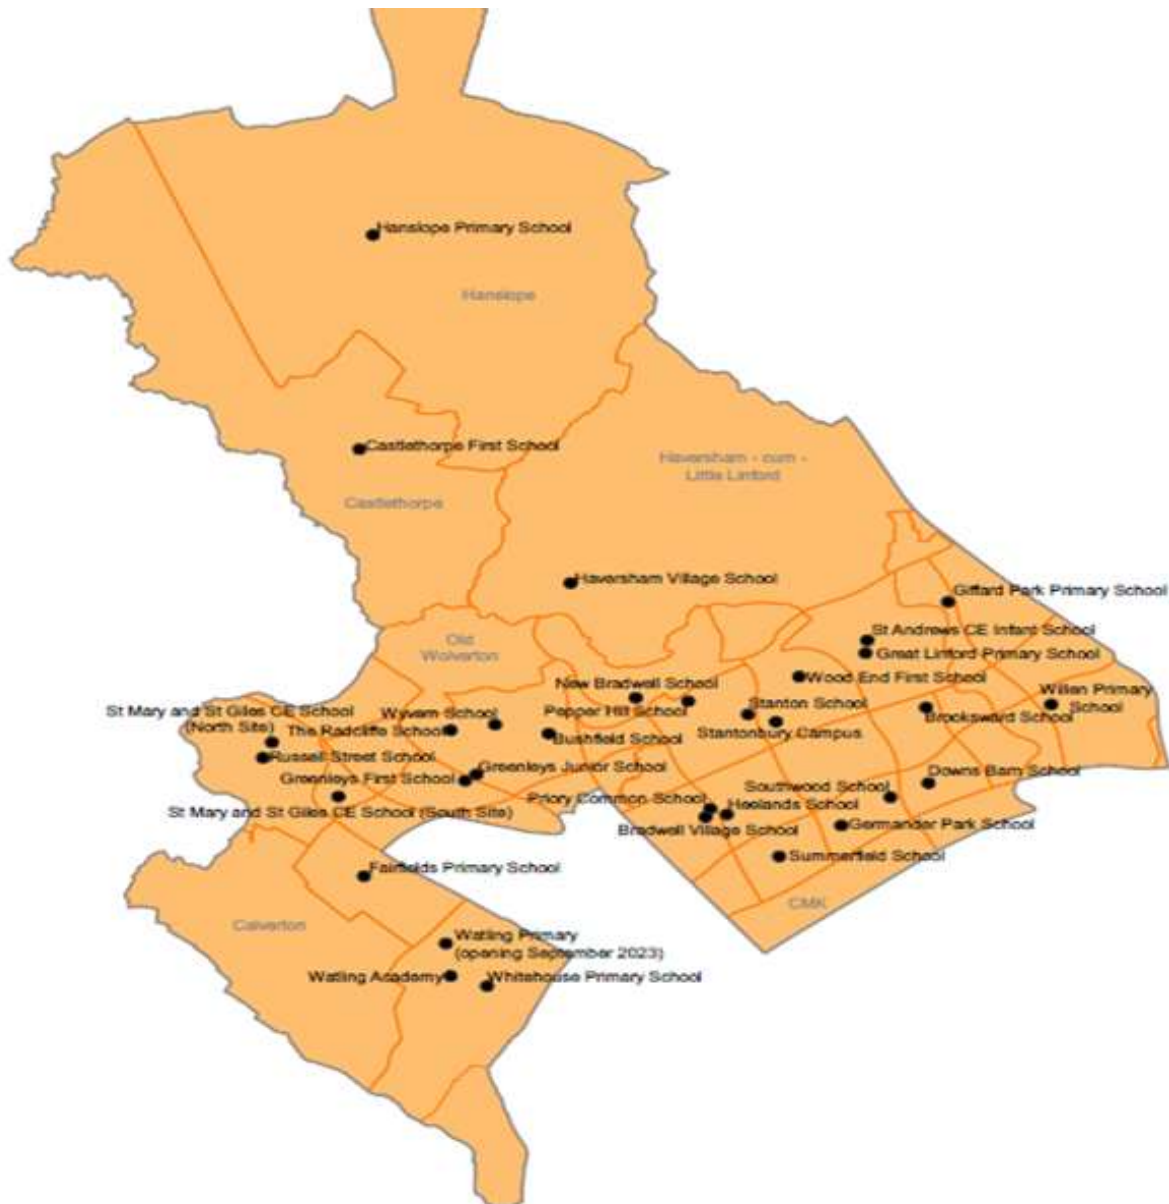 Hanslope Primary School
Hanslope
Castlethorpe First School
Haversham - cum -
Little Linford
Castlethorpe
Haversham Village School
Giffard Park Primary School
St Andrews CE Infant School
Old
Wolverton
Great Linford Primary School
Wood End First School
New Bradwell School
Willen Primary
School
St Mary and St Giles CE School
(North Site)
Wyvern School
Pepper Hill School
Stanton School
Brooksward School
The Radcliffe School
Bushfield School
Stantonbury Campus
Russell Street School
Greenleys Junior School
Greenleys First School
Downs Barn School
Southwood School
Priory Common School
Heelands School
St Mary and St Giles CE School (South Site)
Bradwell Village School
Germander Park School
Summerfield School
Fairfields Primary School
CMK
Calverton
Watling Primary
(opening September 2023)
Watling Academy
Whitehouse Primary School